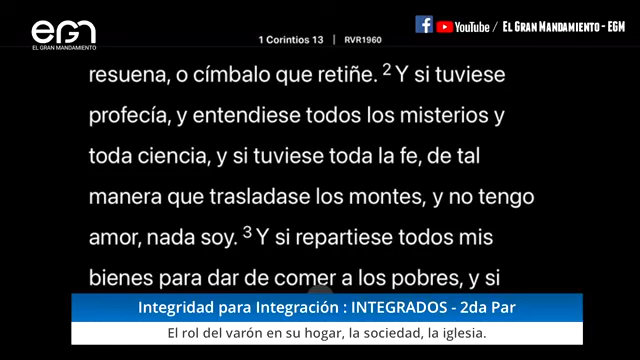 EGM
EL GRAN MANDAMIENTO
1 Corintios 13 | RVR1960
YouTube / El Gran Mandamiento - EGM
resuena, o címbalo que retiñe. 2 Y si tuviese
profecía, y entendiese todos los misterios y
toda ciencia, y si tuviese toda la fe, de tal
manera que trasladase los montes, y no tengo
amor, nada soy. 3 Y si repartiese todos mis
bienes para dar de comer a los pobres, y si
Integridad para Integración : INTEGRADOS - 2da Par
El rol del varón en su hogar, la sociedad, la iglesia.